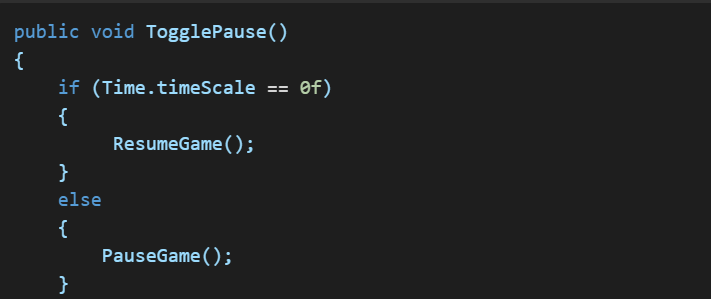 public void TogglePause()
{
    if (Time.timeScale == 0f)
    {
         ResumeGame();
    }
    else
    {
        PauseGame();
    }